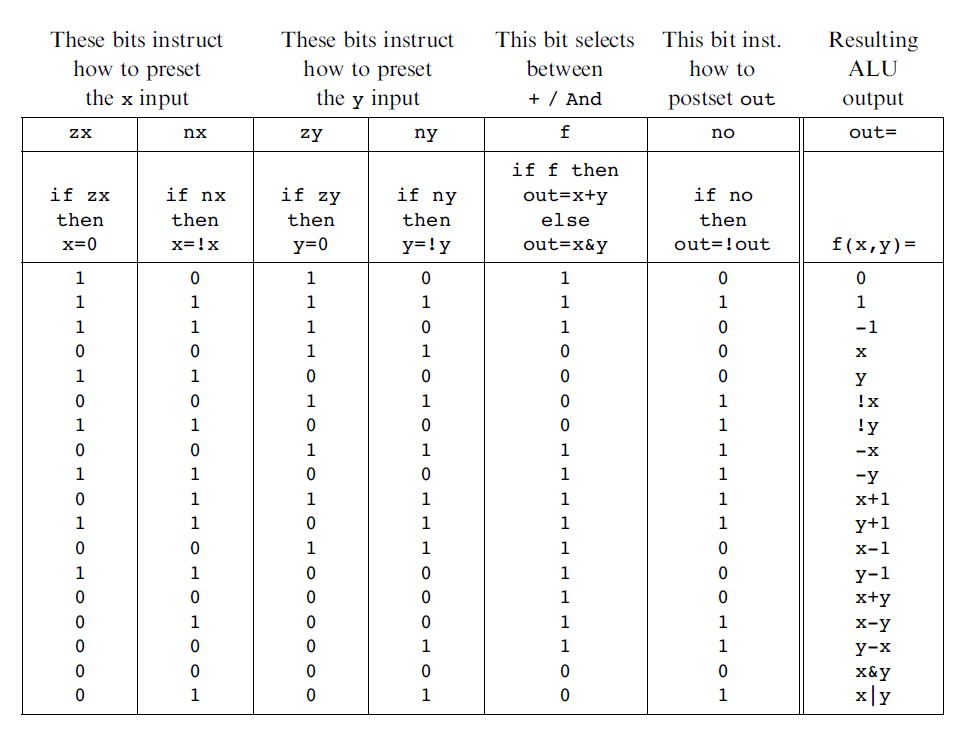 These bits instruct These bits instruct This bit selects This bit inst. Resulting
how to preset how to preset between how to ALU
the x input the y input + / And postset out output
zx nx zy ny f no out=
if f then
if zx if nx if zy if ny out=x+y if no
then then then then else then
x=0 x=!x y=0 y=!y out=x&y out=!out f(x,y)=
1 0 1 0 1 0 0
1 1 1 1 1 1 1
1 1 1 0 1 0 -1
0 0 1 1 0 0 x
1 1 0 0 0 0 y
0 0 1 1 0 1 !x
1 1 0 0 0 1 !y
0 0 1 1 1 1 -x
1 1 0 0 1 1 -y
0 1 1 1 1 1 x+1
1 1 0 1 1 1 y+1
0 0 1 1 1 0 x-1
1 1 0 0 1 0 y-1
0 0 0 0 1 0 x+y
0 1 0 0 1 1 x-y
0 0 0 1 1 1 y-x
0 0 0 0 0 0 x&y
0 1 0 1 0 1 x|y